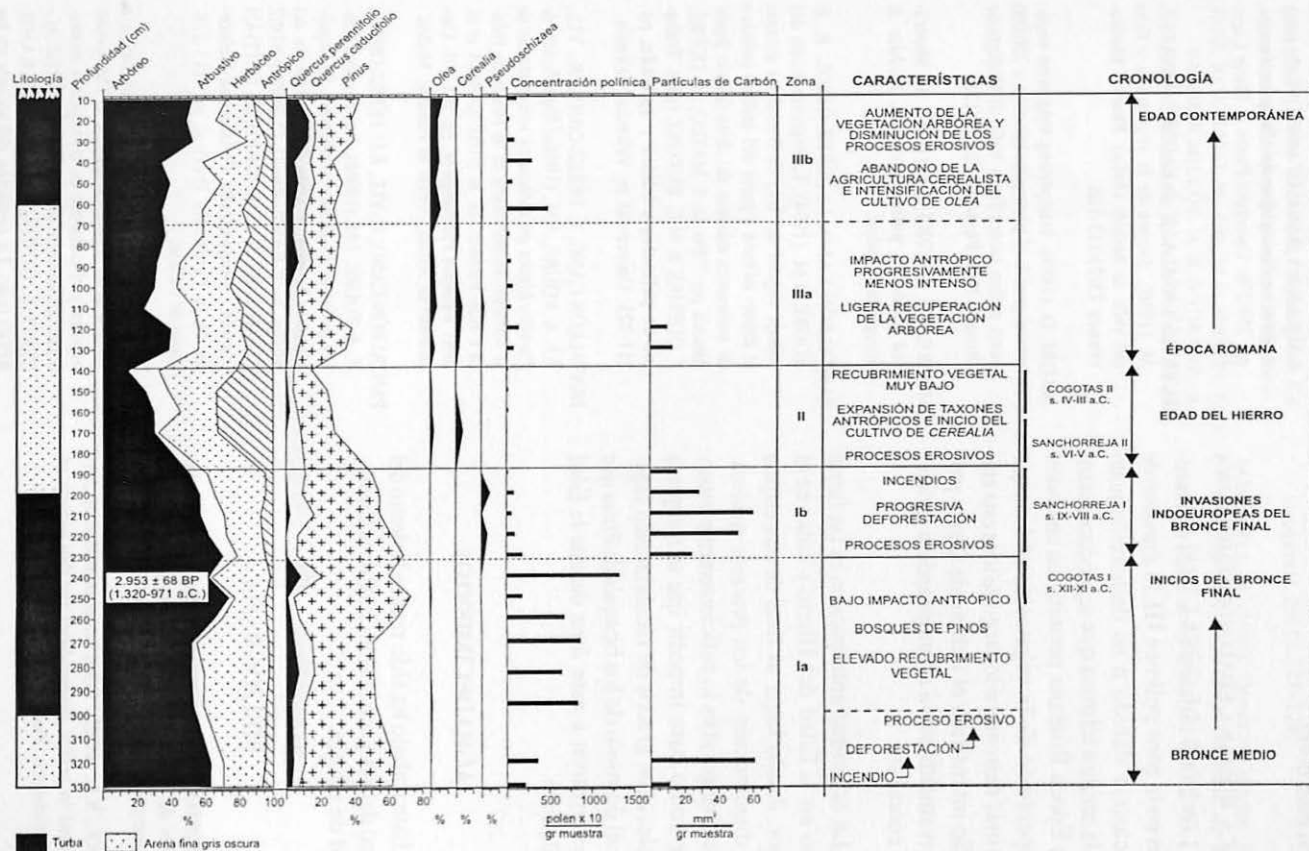 Litología
Profundidad (cm)
Arbóreo
Arbustivo
Herbáceo
Antrópico
Quercus perennifolio
Quercus caducifolio
Pinus
Olea
Cerealia
Pseudoschizaea
Concentración polínica
Partículas de Carbón
Zona
CARACTERÍSTICAS
CRONOLOGÍA
10
20
30
40
50
60
70
80
90
100
110
120
130
140
150
160
170
180
190
200
210
220
230
240
250
260
270
280
290
300
310
320
330
2.953 ± 68 BP
(1.320-971 a.C.)
IIIb
AUMENTO DE LA
VEGETACIÓN ARBÓREA Y
DISMINUCIÓN DE LOS
PROCESOS EROSIVOS
ABANDONO DE LA
AGRICULTURA CEREALISTA
E INTENSIFICACIÓN DEL
CULTIVO DE OLEA
EDAD CONTEMPORÁNEA
IIIa
IMPACTO ANTRÓPICO
PROGRESIVAMENTE
MENOS INTENSO
LIGERA RECUPERACIÓN
DE LA VEGETACIÓN
ARBÓREA
ÉPOCA ROMANA
II
RECUBRIMIENTO VEGETAL
MUY BAJO
EXPANSIÓN DE TAXONES
ANTRÓPICOS E INICIO DEL
CULTIVO DE CEREALIA
PROCESOS EROSIVOS
COGOTAS II
s. IV-III a.C.
SANCHORREJA II
s. VI-V a.C.
EDAD DEL HIERRO
Ib
INCENDIOS
PROGRESIVA
DEFORESTACIÓN
PROCESOS EROSIVOS
SANCHORREJA I
s. IX-VIII a.C.
INVASIONES
INDOEUROPEAS DEL
BRONCE FINAL
Ia
BAJO IMPACTO ANTRÓPICO
BOSQUES DE PINOS
ELEVADO RECUBRIMIENTO
VEGETAL
PROCESO EROSIVO
DEFORESTACIÓN
INCENDIO
COGOTAS I
s. XII-XI a.C.
INICIOS DEL BRONCE
FINAL
BRONCE MEDIO
20 40 60 80 100
%
20 60
%
%
%
%
0 500 1000 1500
polen x 10
gr muestra
20 40 60
mm²
gr muestra
Turba
Arena fina gris oscura